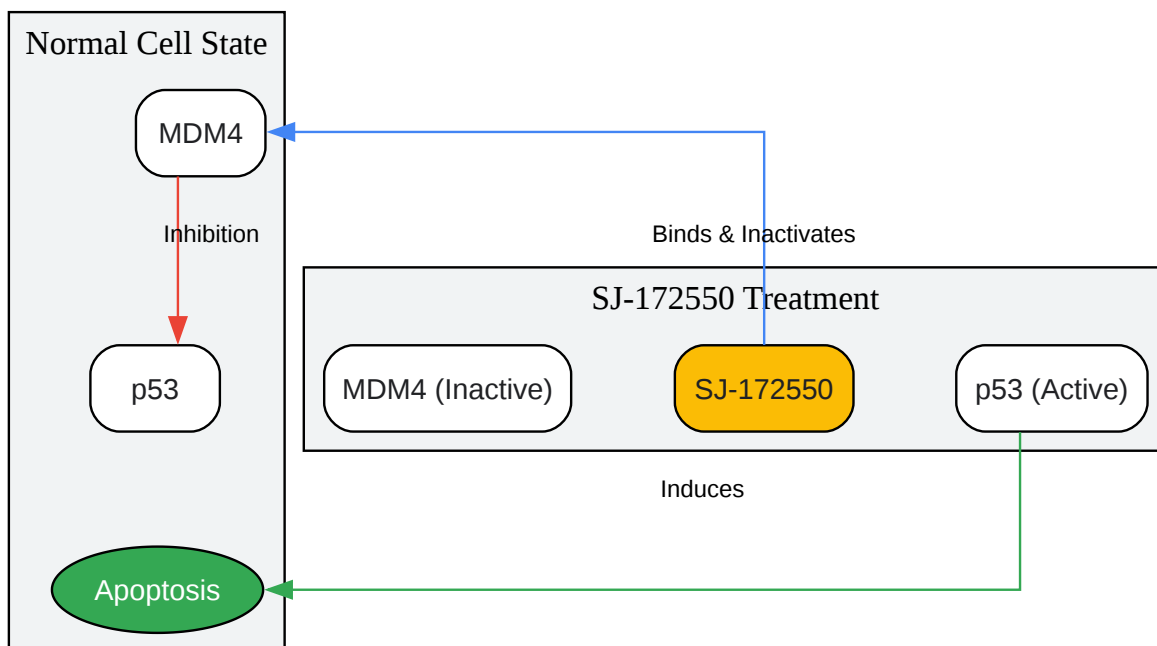 Normal Cell State
MDM4
Inhibition
Binds & Inactivates
SJ-172550 Treatment
p53
MDM4 (Inactive)
SJ-172550
p53 (Active)
Induces
Apoptosis